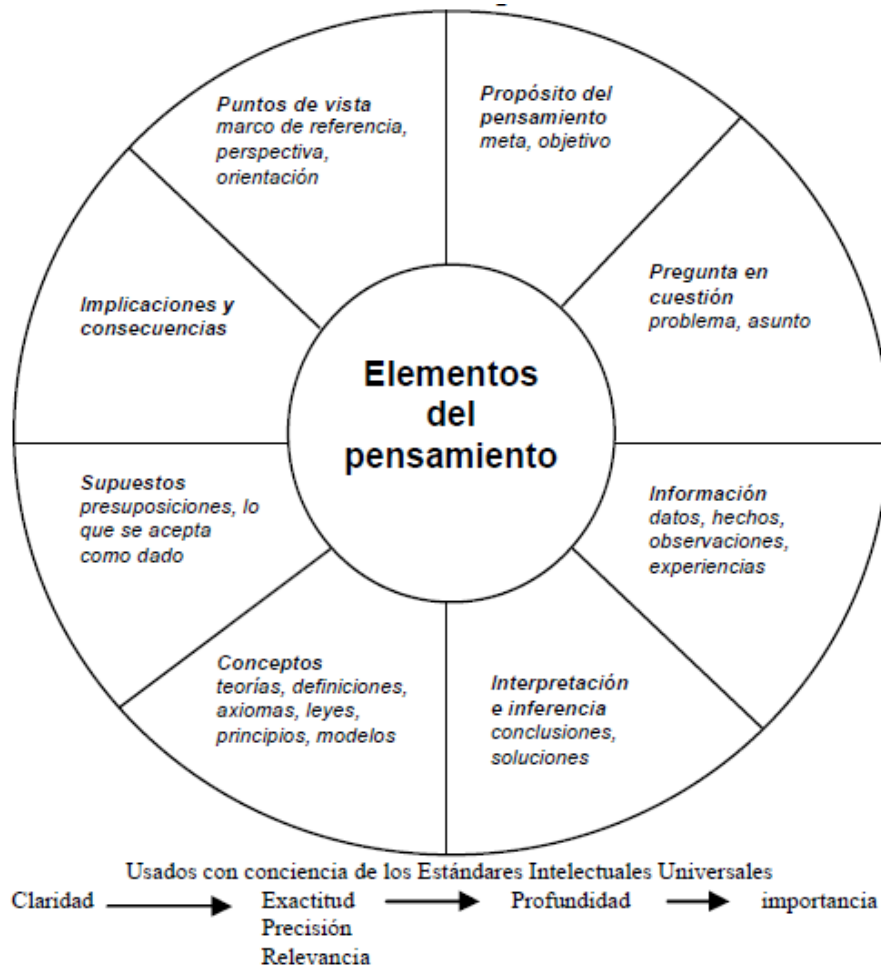 Puntos de vista
marco de referencia,
perspectiva,
orientación
Propósito del
pensamiento
meta, objetivo
Pregunta en
cuestión
problema, asunto
Información
datos, hechos,
observaciones,
experiencias
Interpretación
e inferencia
conclusiones,
soluciones
Conceptos
teorías, definiciones,
axiomas, leyes,
principios, modelos
Supuestos
presuposiciones, lo
que se acepta
como dado
Implicaciones y
consecuencias
Elementos
del
pensamiento
Usados con conciencia de los Estándares Intelectuales Universales
Claridad Exactitud Profundidad importancia
Precisión
Relevancia